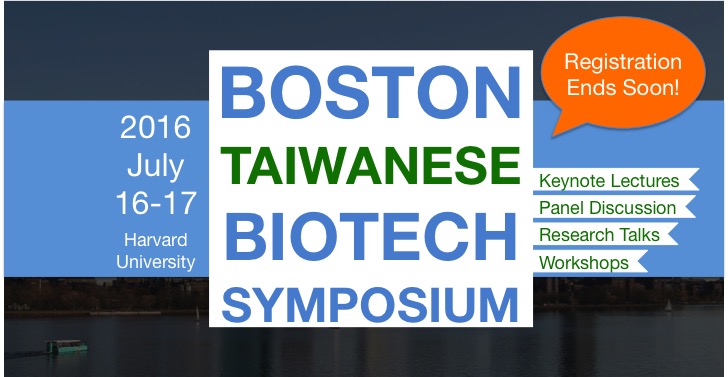 2016
July
16-17
Harvard
University
BOSTON
TAIWANESE
BIOTECH
SYMPOSIUM
Registration
Ends Soon!
Keynote Lectures
Panel Discussion
Research Talks
Workshops